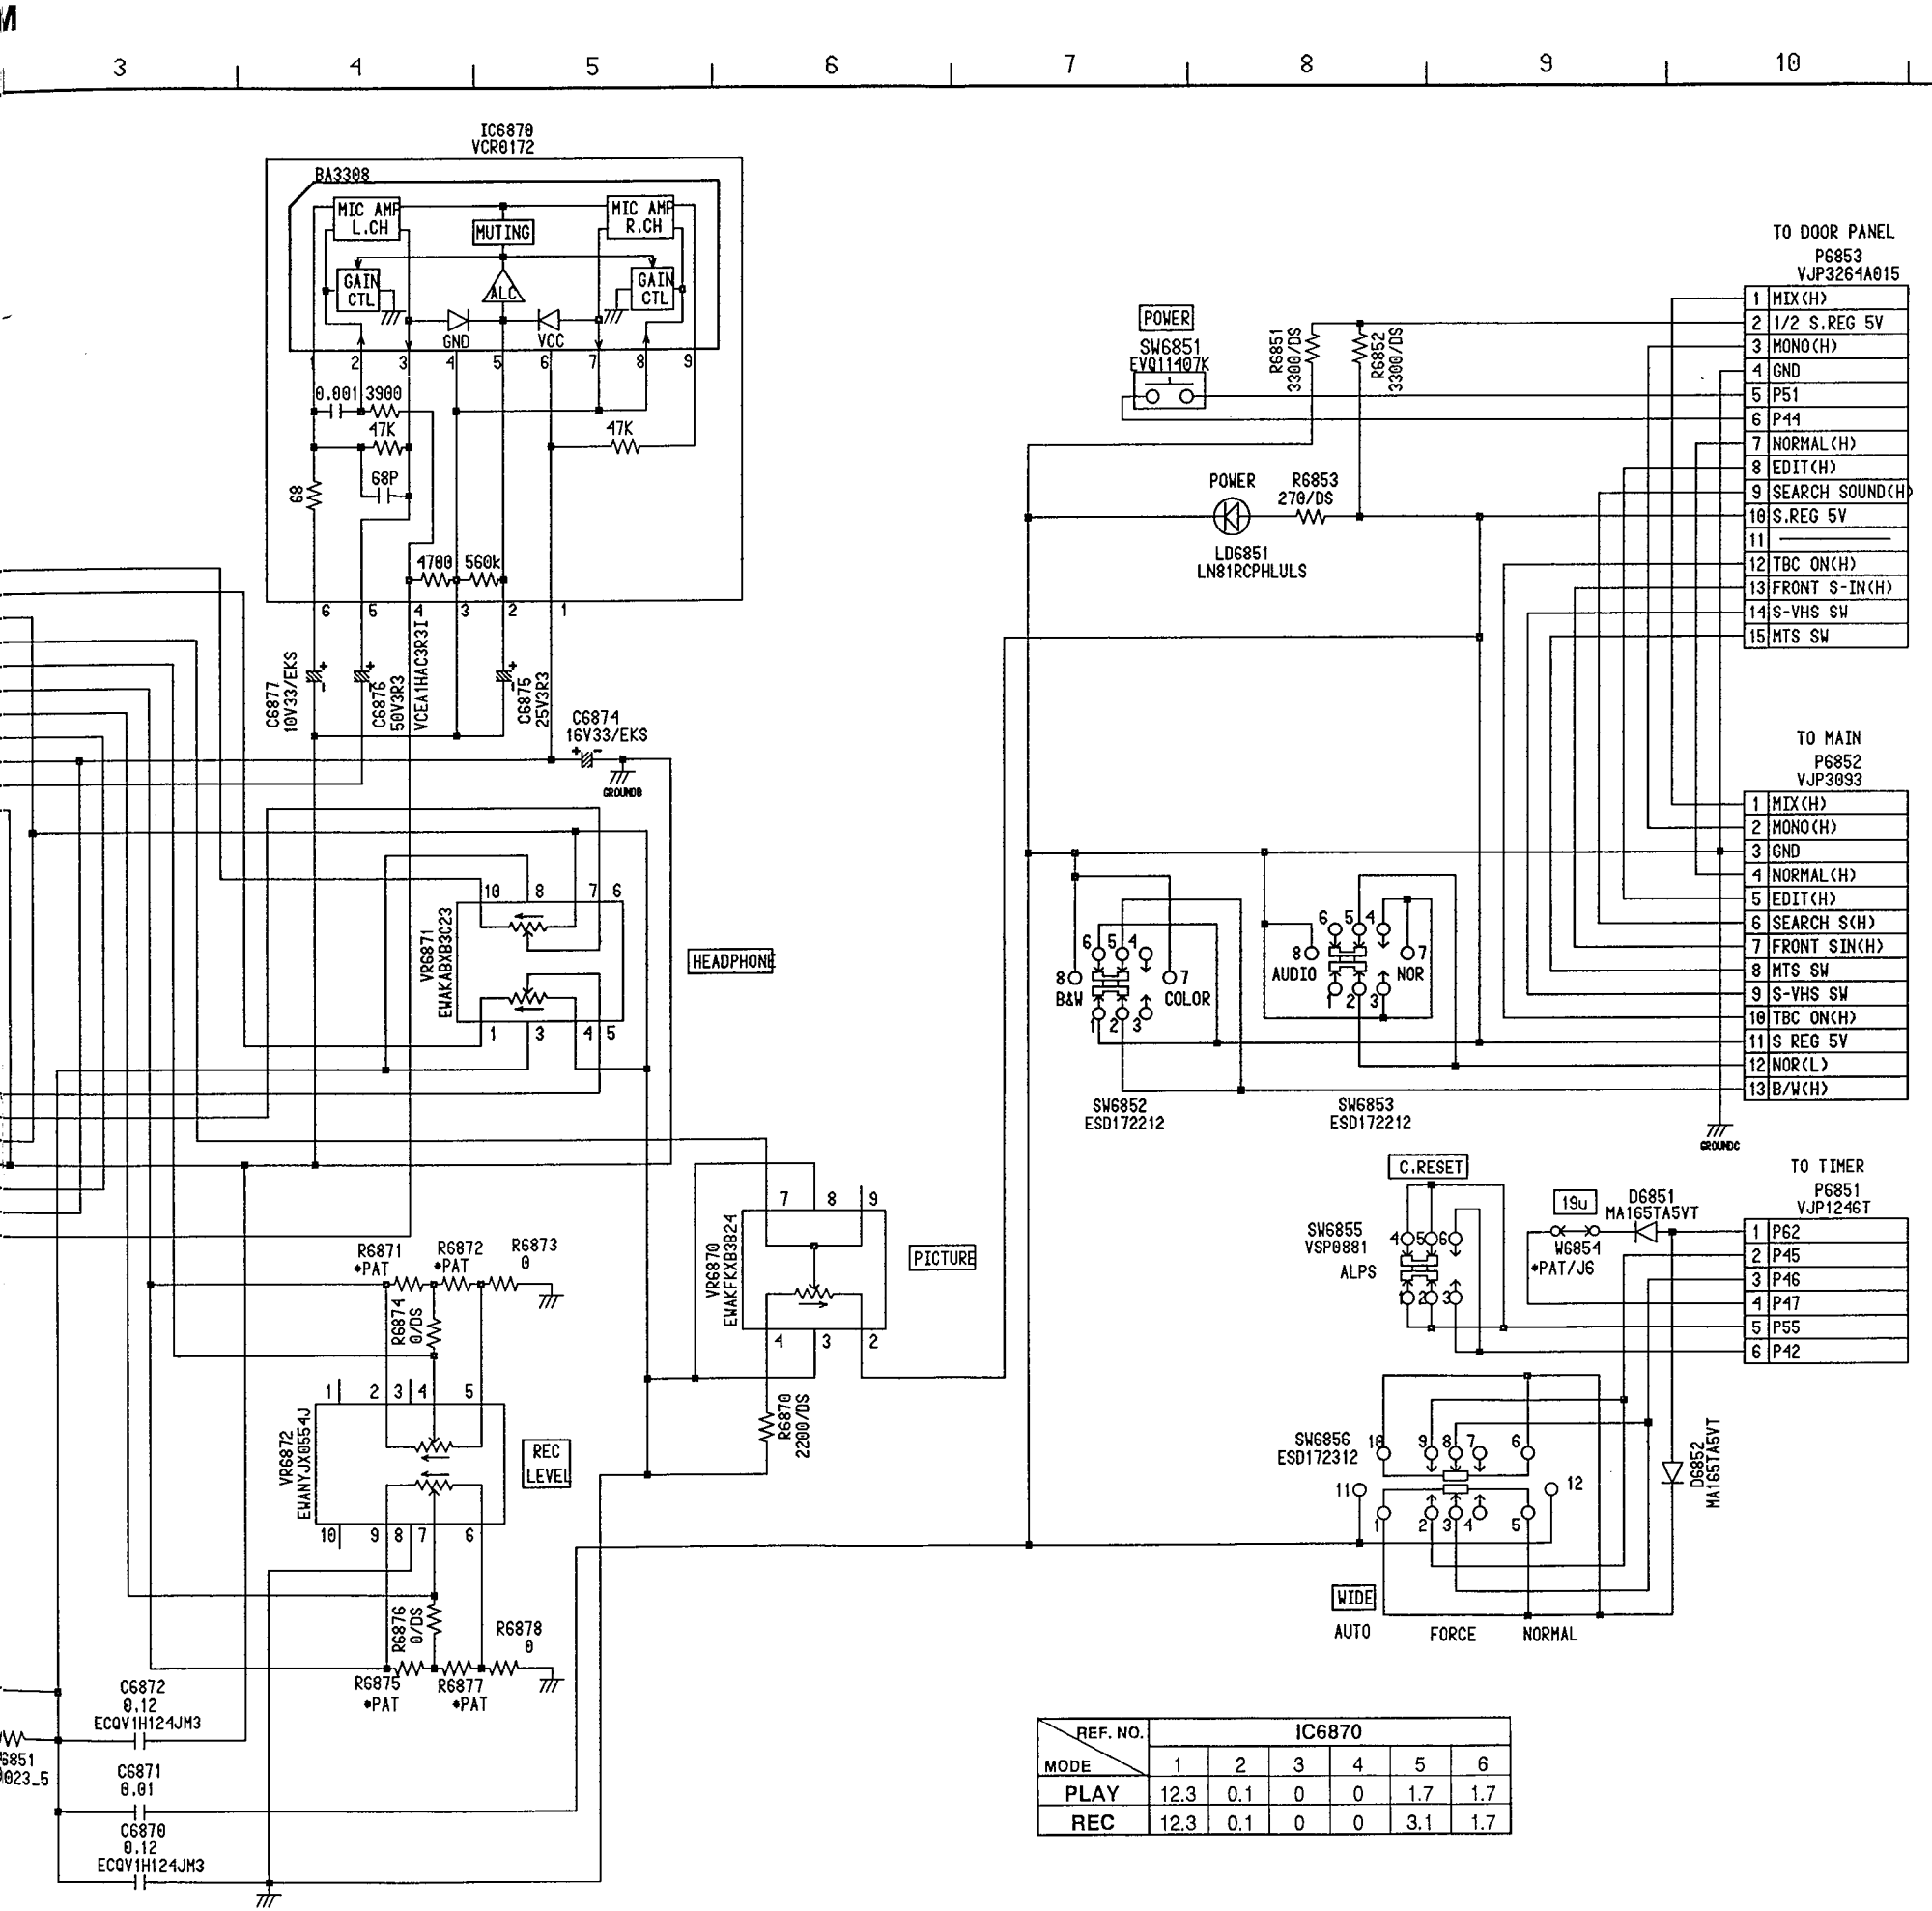 M
3 4 5 6 7 8 9 10
IC6870
VCR0172
BA3308
MIC AMP
L.CH
MUTING
MIC AMP
R.CH
GAIN
CTL
ALC
GAIN
CTL
GND
VCC
1 2 3 4 5 6 7 8 9
0.001
3900
47K
68P
68
47K
4700
560k
6 5 4 3 2 1
C6877
10V33/EKS
C6876
50V3R3
VCEA1HAC3R3I
C6875
25V3R3
C6874
16V33/EKS
+ -
GROUNDB
10 8 7 6
VR6871
EWAKABXB3C23
1 3 4 5
HEADPHONE
7 8 9
VR6870
EWAKFKXB3B24
4 3 2
PICTURE
R6870
2200/DS
R6871
*PAT
R6872
*PAT
R6873
0
R6874
0/DS
1 2 3 4 5
VR6872
EWANYJX0554J
10 9 8 7 6
REC
LEVEL
R6876
0/DS
R6878
0
R6875
*PAT
R6877
*PAT
C6872
0.12
ECQV1H124JM3
6851
023_5
C6871
0.01
C6870
0.12
ECQV1H124JM3
POWER
SW6851
EVQ11407K
R6851
3300/DS
R6852
3300/DS
POWER
R6853
270/DS
LD6851
LN81RCPHLULS
TO DOOR PANEL
P6853
VJP3264A015
1 MIX(H)
2 1/2 S.REG 5V
3 MONO(H)
4 GND
5 P51
6 P44
7 NORMAL(H)
8 EDIT(H)
9 SEARCH SOUND(H)
10 S.REG 5V
11
12 TBC ON(H)
13 FRONT S-IN(H)
14 S-VHS SW
15 MTS SW
TO MAIN
P6852
VJP3093
1 MIX(H)
2 MONO(H)
3 GND
4 NORMAL(H)
5 EDIT(H)
6 SEARCH S(H)
7 FRONT SIN(H)
8 MTS SW
9 S-VHS SW
10 TBC ON(H)
11 S REG 5V
12 NOR(L)
13 B/W(H)
GROUNDC
6 5 4
8 7
B&W
COLOR
1 2 3
SW6852
ESD172212
6 5 4
8 7
AUDIO
NOR
1 2 3
SW6853
ESD172212
C.RESET
SW6855
VSP0881
ALPS
4 5 6
1 2 3
19u
W6854
*PAT/J6
D6851
MA165TA5VT
TO TIMER
P6851
VJP1246T
1 P62
2 P45
3 P46
4 P47
5 P55
6 P42
SW6856
ESD172312
10 9 8 7 6
11 12
1 2 3 4 5
D6852
MA165TA5VT
WIDE
AUTO
FORCE
NORMAL
REF. NO. IC6870
MODE 1 2 3 4 5 6
PLAY 12.3 0.1 0 0 1.7 1.7
REC 12.3 0.1 0 0 3.1 1.7